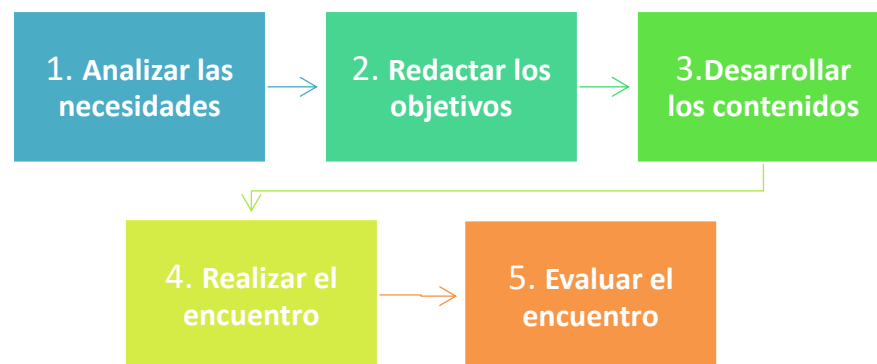 1. Analizar las
necesidades
2. Redactar los
objetivos
3.Desarrollar
los contenidos
4. Realizar el
encuentro
5. Evaluar el
encuentro